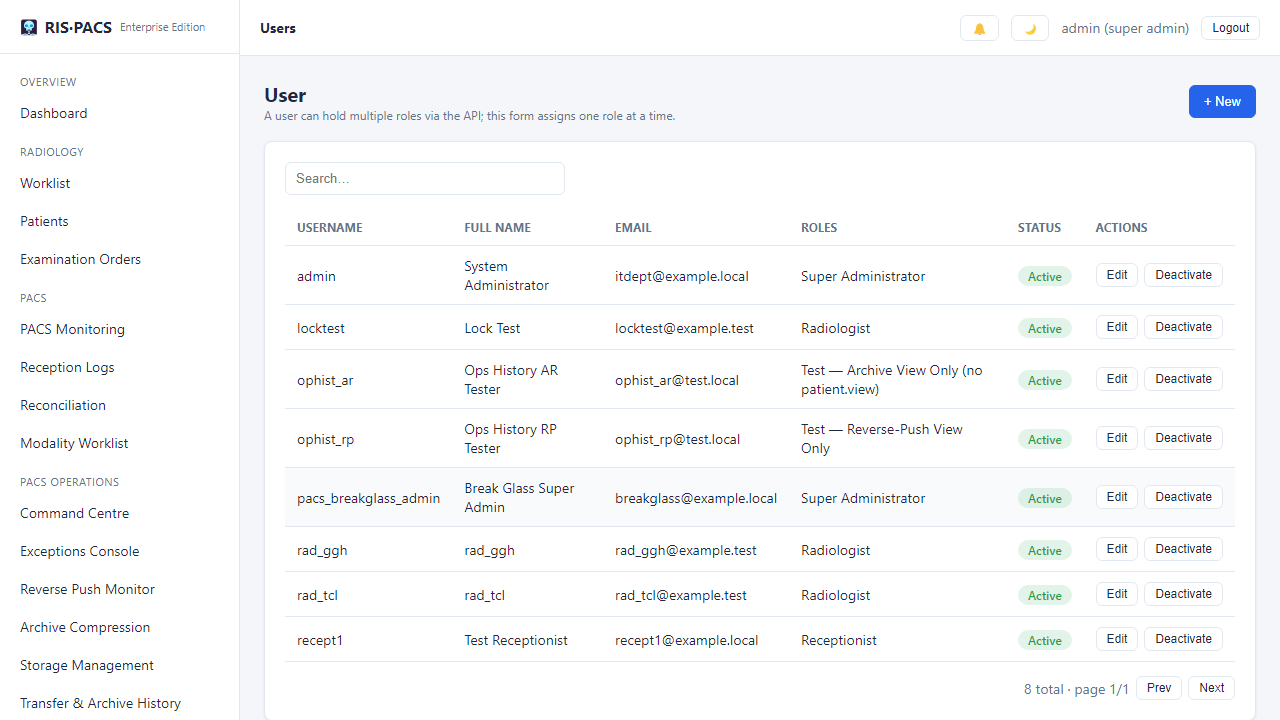 RIS·PACS Enterprise Edition
OVERVIEW
Dashboard
RADIOLOGY
Worklist
Patients
Examination Orders
PACS
PACS Monitoring
Reception Logs
Reconciliation
Modality Worklist
PACS OPERATIONS
Command Centre
Exceptions Console
Reverse Push Monitor
Archive Compression
Storage Management
Transfer & Archive History
Users
admin (super admin) Logout
User
A user can hold multiple roles via the API; this form assigns one role at a time.
+ New
Search...
USERNAME FULL NAME EMAIL ROLES STATUS ACTIONS
admin System Administrator itdept@example.local Super Administrator Active Edit Deactivate
locktest Lock Test locktest@example.test Radiologist Active Edit Deactivate
ophist_ar Ops History AR Tester ophist_ar@test.local Test — Archive View Only (no patient.view) Active Edit Deactivate
ophist_rp Ops History RP Tester ophist_rp@test.local Test — Reverse-Push View Only Active Edit Deactivate
pacs_breakglass_admin Break Glass Super Admin breakglass@example.local Super Administrator Active Edit Deactivate
rad_ggh rad_ggh rad_ggh@example.test Radiologist Active Edit Deactivate
rad_tcl rad_tcl rad_tcl@example.test Radiologist Active Edit Deactivate
recept1 Test Receptionist recept1@example.local Receptionist Active Edit Deactivate
8 total · page 1/1 Prev Next